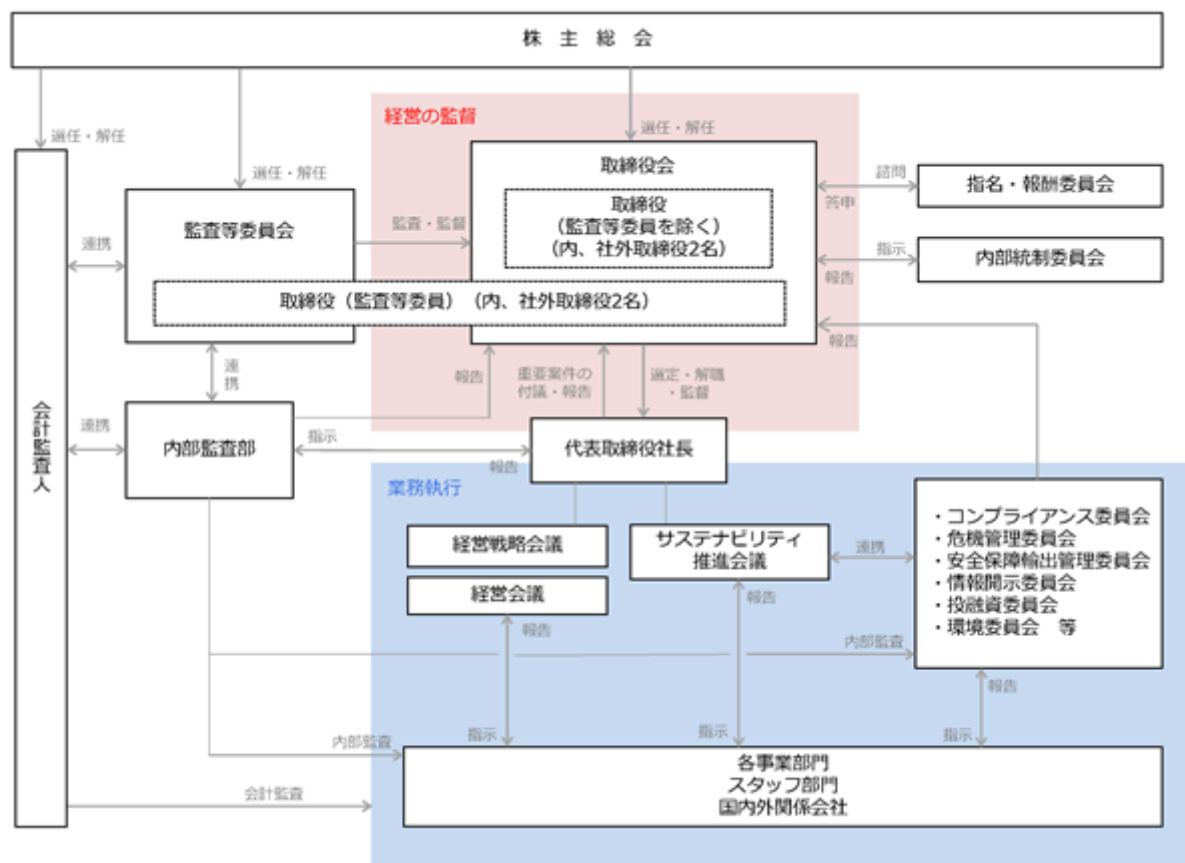 株 主 総 会
選任・解任
選任・解任
経営の監督
選任・解任
取締役会
取締役
（監査等委員を除く）
（内、社外取締役2名）
諮問
答申
指名・報酬委員会
監査等委員会
監査・監督
連携
指示
報告
内部統制委員会
取締役（監査等委員）（内、社外取締役2名）
報告
連
携
報告
重要案件の
付議・報告
選定・解職
・監督
会計監査人
連携
内部監査部
指示
報告
代表取締役社長
業務執行
経営戦略会議
経営会議
サステナビリティ
推進会議
連携
・コンプライアンス委員会
・危機管理委員会
・安全保障輸出管理委員会
・情報開示委員会
・投融資委員会
・環境委員会　等
報告
報告
内部監査
報告
指示
指示
指示
内部監査
会計監査
各事業部門
スタッフ部門
国内外関係会社